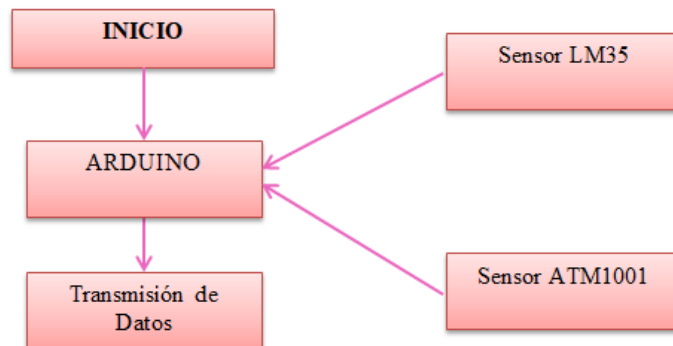 INICIO
Sensor LM35
ARDUINO
Sensor ATM1001
Transmisión de
Datos